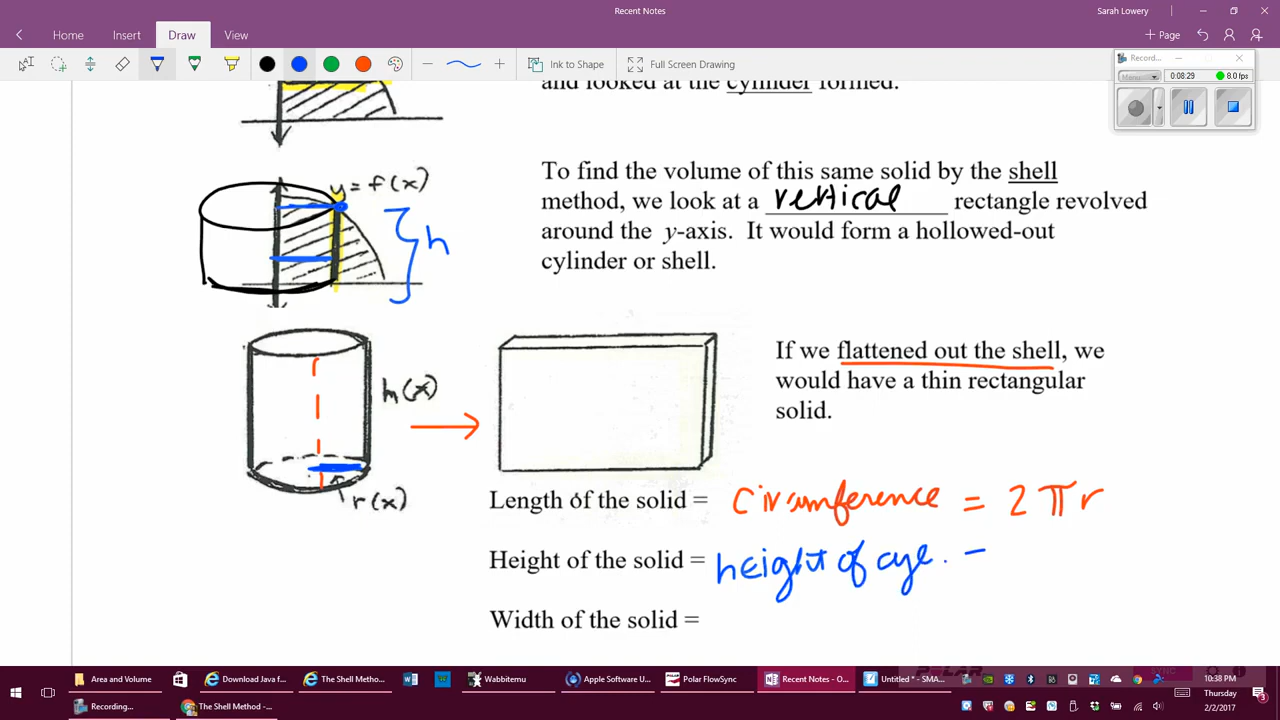 Recent Notes
Sarah Lowery
Home Insert Draw View
Page
Ink to Shape Full Screen Drawing
Record...
Menu
08:29 8.0 fps
and looked at the cylinder formed.
y = f(x)
h
To find the volume of this same solid by the shell
method, we look at a vertical rectangle revolved
around the y-axis. It would form a hollowed-out
cylinder or shell.
h(x)
r(x)
If we flattened out the shell, we
would have a thin rectangular
solid.
Length of the solid = Circumference = 2πr
Height of the solid = height of cyl. =
Width of the solid =
Area and Volume
Download Java f...
The Shell Metho...
Wabbitemu
Apple Software U...
Polar FlowSync
Recent Notes - O...
Untitled * - SMA...
10:38 PM
Thursday
2/2/2017
Recording...
The Shell Method -...